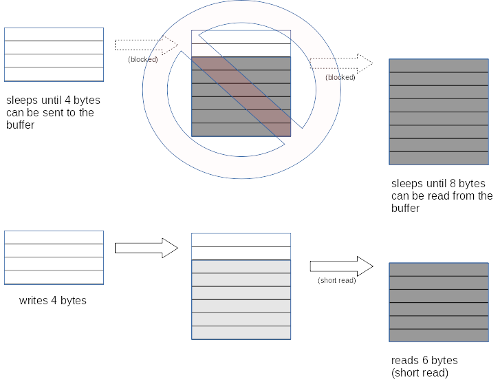 (blocked)
(blocked)
sleeps until 4 bytes
can be sent to the
buffer
sleeps until 8 bytes
can be read from the
buffer
writes 4 bytes
(short read)
reads 6 bytes
(short read)